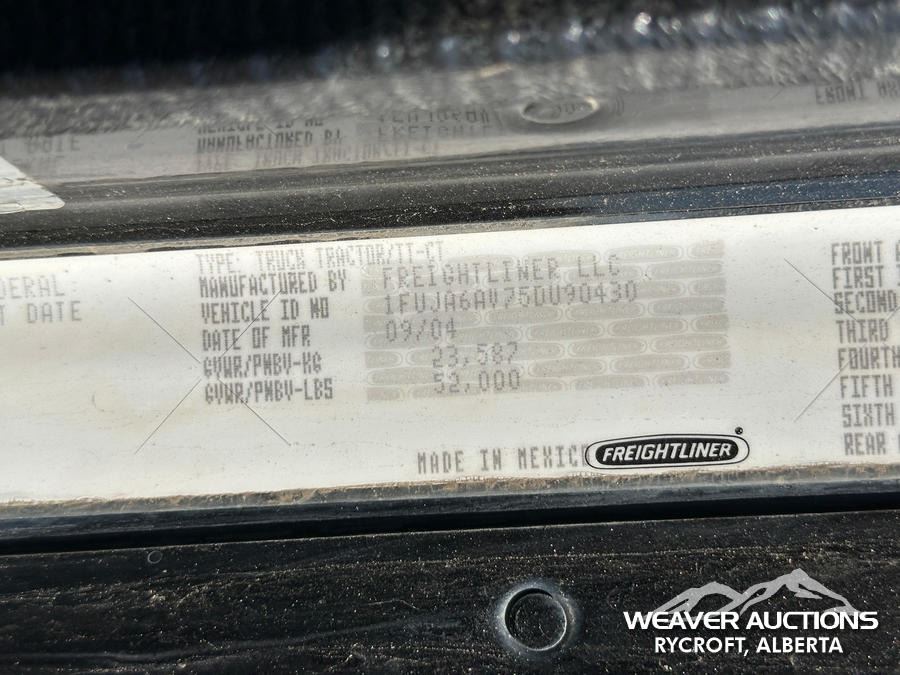 TYPE: TRUCK TRACTOR/TT-CT
MANUFACTURED BY FREIGHTLINER LLC
VEHICLE ID NO 1FUJA6AV75DU90430
DATE OF MFR 09/04
GVWR/PNBV-KG 23,587
GVWR/PNBV-LBS 52,000
MADE IN MEXICO
FREIGHTLINER
DERAL:
T DATE
FRONT A
FIRST I
SECOND
THIRD
FOURTH
FIFTH
SIXTH
REAR
WEAVER AUCTIONS
RYCROFT, ALBERTA